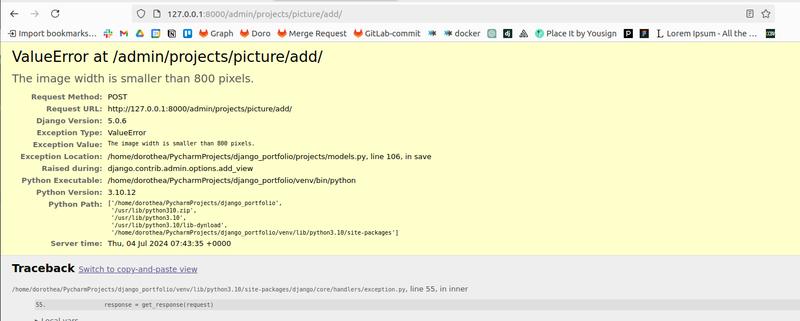 127.0.0.1:8000/admin/projects/picture/add/
Import bookmarks... Graph Doro Merge Request GitLab-commit docker Place It by Yousign Lorem Ipsum - All the ...
ValueError at /admin/projects/picture/add/
The image width is smaller than 800 pixels.
Request Method: POST
Request URL: http://127.0.0.1:8000/admin/projects/picture/add/
Django Version: 5.0.6
Exception Type: ValueError
Exception Value: The image width is smaller than 800 pixels.
Exception Location: /home/dorothea/PycharmProjects/django_portfolio/projects/models.py, line 106, in save
Raised during: django.contrib.admin.options.add_view
Python Executable: /home/dorothea/PycharmProjects/django_portfolio/venv/bin/python
Python Version: 3.10.12
Python Path: ['/home/dorothea/PycharmProjects/django_portfolio',
'/usr/lib/python310.zip',
'/usr/lib/python3.10',
'/usr/lib/python3.10/lib-dynload',
'/home/dorothea/PycharmProjects/django_portfolio/venv/lib/python3.10/site-packages']
Server time: Thu, 04 Jul 2024 07:43:35 +0000
Traceback Switch to copy-and-paste view
/home/dorothea/PycharmProjects/django_portfolio/venv/lib/python3.10/site-packages/django/core/handlers/exception.py, line 55, in inner
55. response = get_response(request)
Local vars